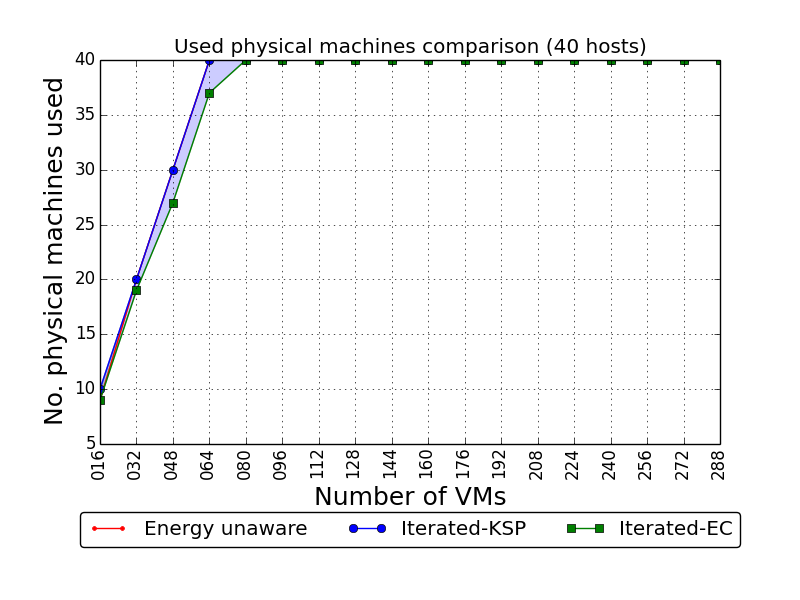 Used physical machines comparison (40 hosts)
No. physical machines used
40
35
30
25
20
15
10
5
016 032 048 064 080 096 112 128 144 160 176 192 208 224 240 256 272 288
Number of VMs
Energy unaware Iterated-KSP Iterated-EC